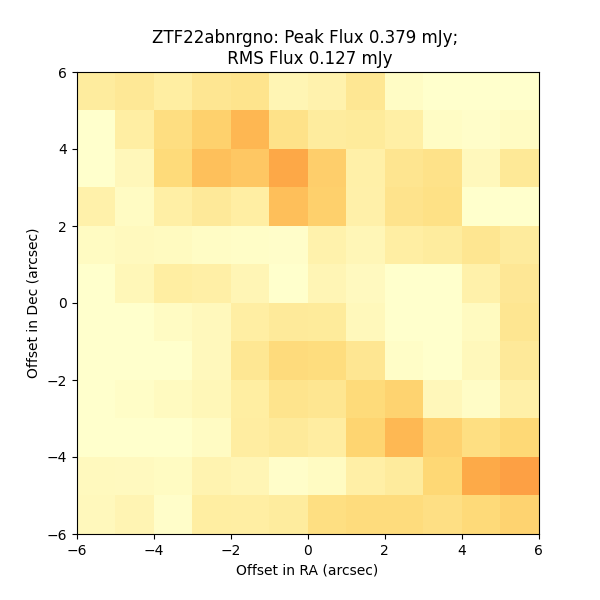 ZTF22abnrgno: Peak Flux 0.379 mJy;
RMS Flux 0.127 mJy
6
4
2
0
−2
−4
−6
Offset in Dec (arcsec)
−6 −4 −2 0 2 4 6
Offset in RA (arcsec)